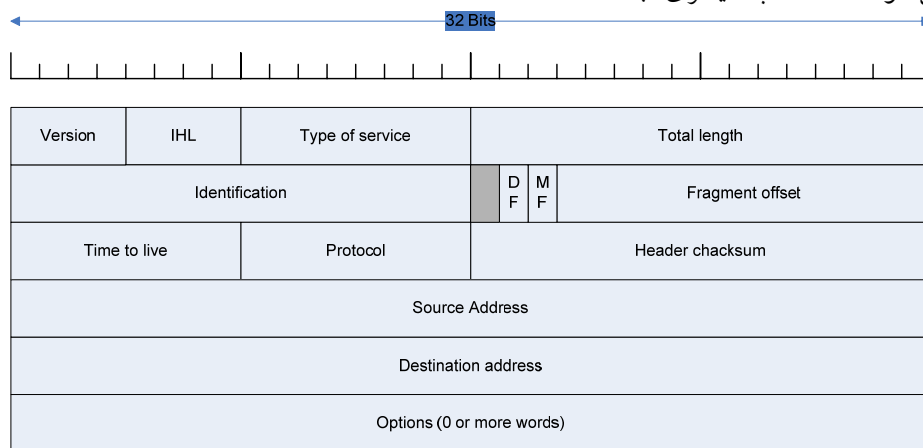 32 Bits
Version IHL Type of service Total length
Identification D F M F Fragment offset
Time to live Protocol Header chacksum
Source Address
Destination address
Options (0 or more words)